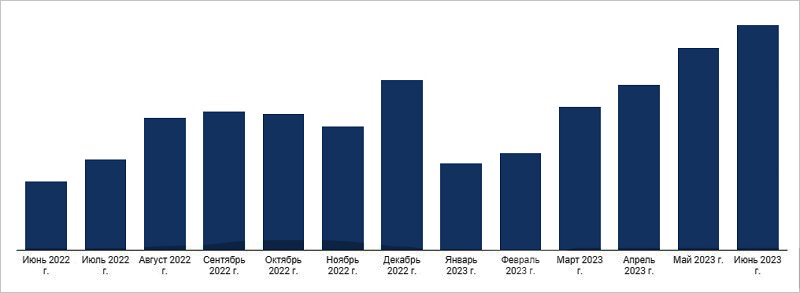 Июнь 2022 г.
Июль 2022 г.
Август 2022 г.
Сентябрь 2022 г.
Октябрь 2022 г.
Ноябрь 2022 г.
Декабрь 2022 г.
Январь 2023 г.
Февраль 2023 г.
Март 2023 г.
Апрель 2023 г.
Май 2023 г.
Июнь 2023 г.